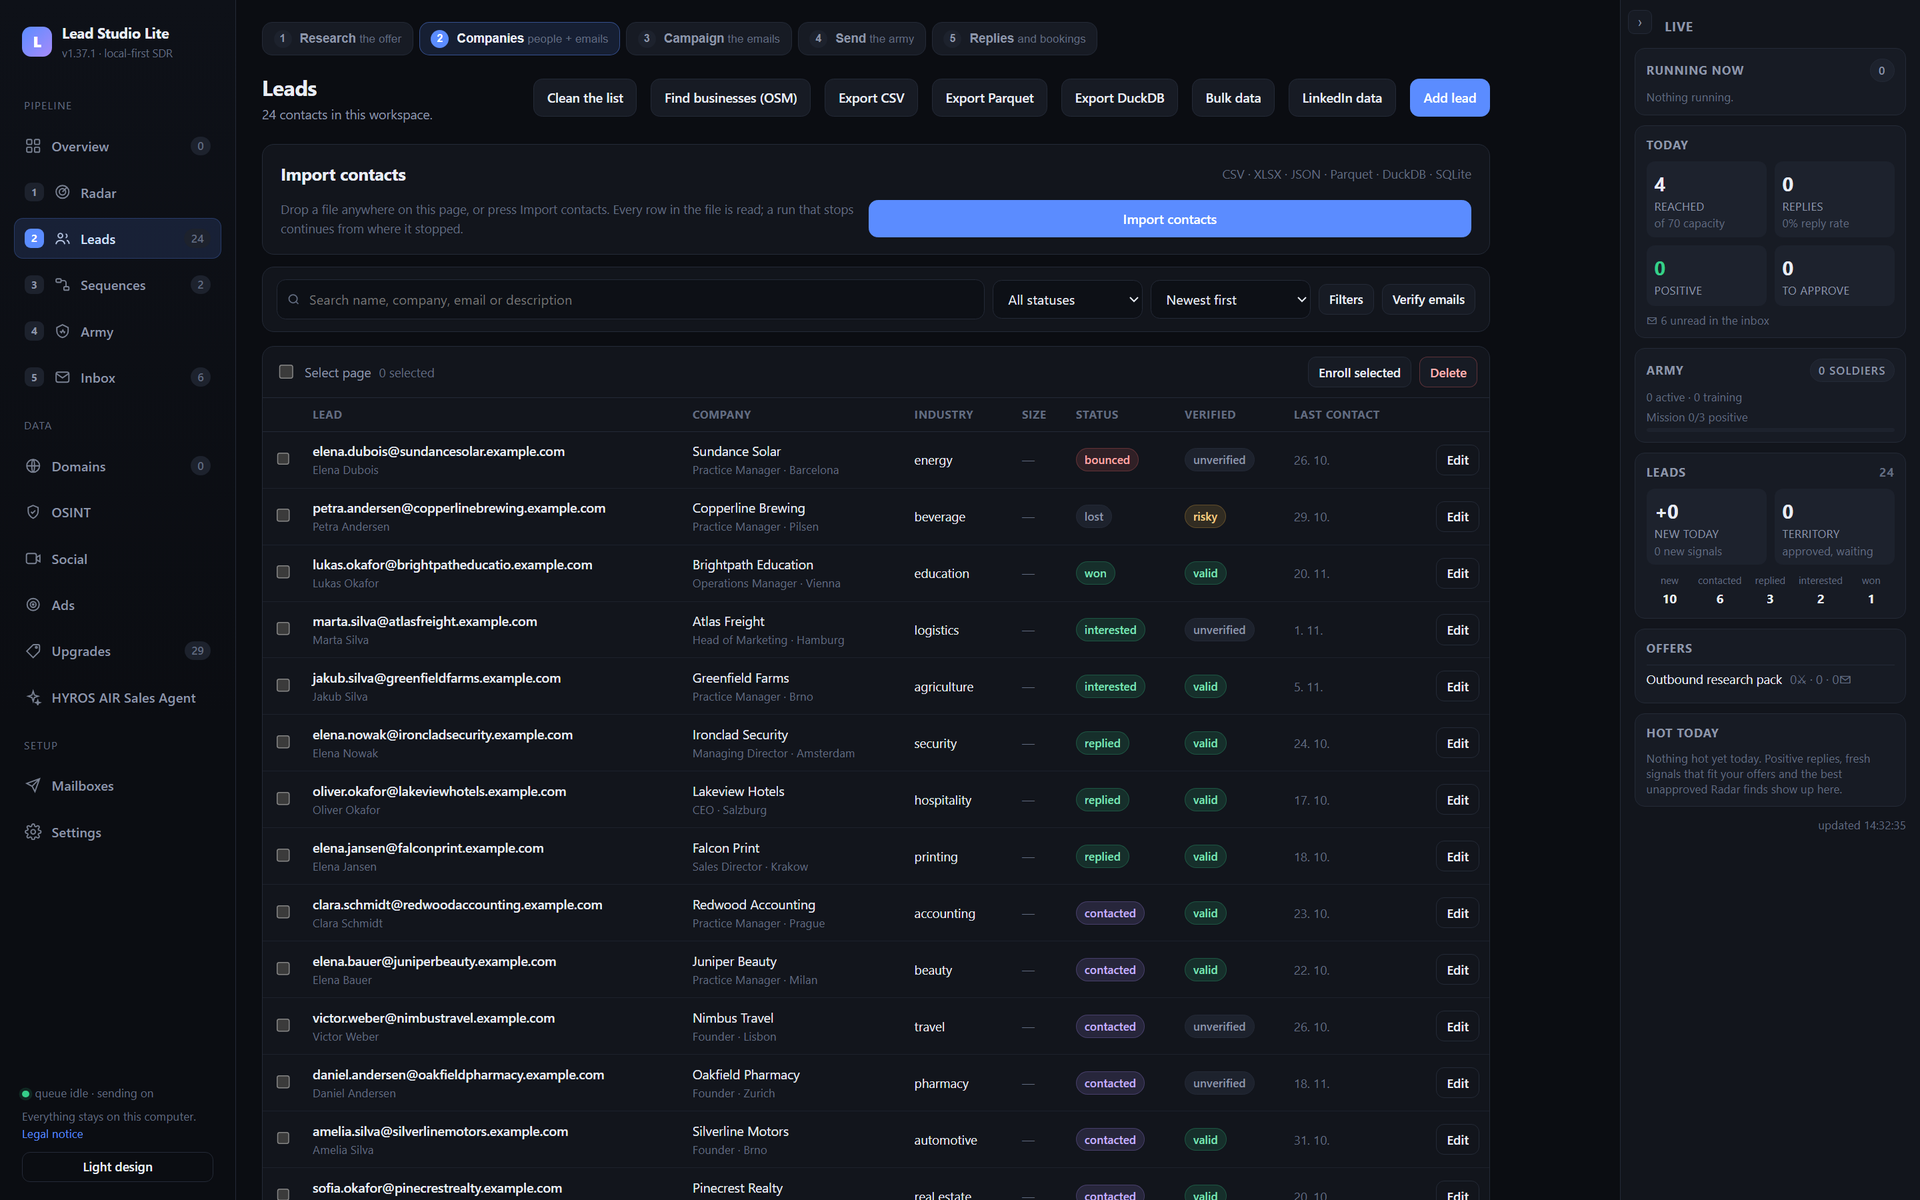 L
Lead Studio Lite
v1.37.1 · local-first SDR
PIPELINE
Overview 0
1 Radar
2 Leads 24
3 Sequences 2
4 Army
5 Inbox 6
DATA
Domains 0
OSINT
Social
Ads
Upgrades 29
HYROS AIR Sales Agent
SETUP
Mailboxes
Settings
queue idle · sending on
Everything stays on this computer.
Legal notice
Light design
1 Research the offer
2 Companies people + emails
3 Campaign the emails
4 Send the army
5 Replies and bookings
Leads
24 contacts in this workspace.
Clean the list
Find businesses (OSM)
Export CSV
Export Parquet
Export DuckDB
Bulk data
LinkedIn data
Add lead
Import contacts
CSV · XLSX · JSON · Parquet · DuckDB · SQLite
Drop a file anywhere on this page, or press Import contacts. Every row in the file is read; a run that stops
continues from where it stopped.
Import contacts
Search name, company, email or description
All statuses
Newest first
Filters
Verify emails
Select page 0 selected
Enroll selected
Delete
LEAD COMPANY INDUSTRY SIZE STATUS VERIFIED LAST CONTACT
elena.dubois@sundancesolar.example.com Sundance Solar
Elena Dubois Practice Manager · Barcelona
energy — bounced unverified 26. 10. Edit
petra.andersen@copperlinebrewing.example.com Copperline Brewing
Petra Andersen Practice Manager · Pilsen
beverage — lost risky 29. 10. Edit
lukas.okafor@brightpatheducatio.example.com Brightpath Education
Lukas Okafor Operations Manager · Vienna
education — won valid 20. 11. Edit
marta.silva@atlasfreight.example.com Atlas Freight
Marta Silva Head of Marketing · Hamburg
logistics — interested unverified 1. 11. Edit
jakub.silva@greenfieldfarms.example.com Greenfield Farms
Jakub Silva Practice Manager · Brno
agriculture — interested valid 5. 11. Edit
elena.nowak@ironcladsecurity.example.com Ironclad Security
Elena Nowak Managing Director · Amsterdam
security — replied valid 24. 10. Edit
oliver.okafor@lakeviewhotels.example.com Lakeview Hotels
Oliver Okafor CEO · Salzburg
hospitality — replied valid 17. 10. Edit
elena.jansen@falconprint.example.com Falcon Print
Elena Jansen Sales Director · Krakow
printing — replied valid 18. 10. Edit
clara.schmidt@redwoodaccounting.example.com Redwood Accounting
Clara Schmidt Practice Manager · Prague
accounting — contacted valid 23. 10. Edit
elena.bauer@juniperbeauty.example.com Juniper Beauty
Elena Bauer Practice Manager · Milan
beauty — contacted valid 22. 10. Edit
victor.weber@nimbustravel.example.com Nimbus Travel
Victor Weber Founder · Lisbon
travel — contacted unverified 26. 10. Edit
daniel.andersen@oakfieldpharmacy.example.com Oakfield Pharmacy
Daniel Andersen Founder · Zurich
pharmacy — contacted unverified 18. 11. Edit
amelia.silva@silverlinemotors.example.com Silverline Motors
Amelia Silva Founder · Brno
automotive — contacted valid 31. 10. Edit
sofia.okafor@pinecrestrealty.example.com Pinecrest Realty
real estate — contacted valid 20. 10. Edit
LIVE
RUNNING NOW 0
Nothing running.
TODAY
4
REACHED
of 70 capacity
0
REPLIES
0% reply rate
0
POSITIVE
0
TO APPROVE
6 unread in the inbox
ARMY 0 SOLDIERS
0 active · 0 training
Mission 0/3 positive
LEADS 24
+0
NEW TODAY
0 new signals
0
TERRITORY
approved, waiting
new contacted replied interested won
10 6 3 2 1
OFFERS
Outbound research pack 0⚔ · 0 · 0✉
HOT TODAY
Nothing hot yet today. Positive replies, fresh
signals that fit your offers and the best
unapproved Radar finds show up here.
updated 14:32:35